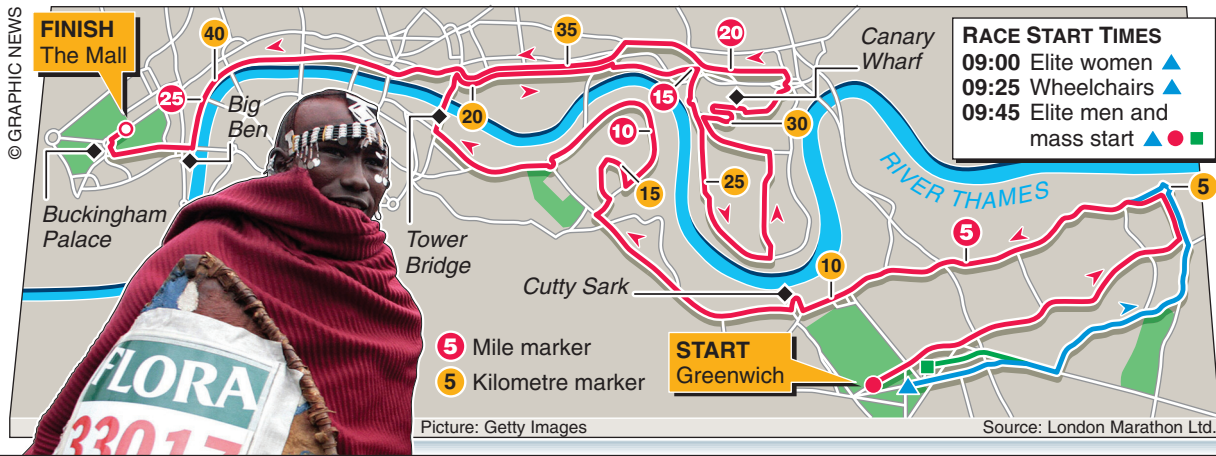 © GRAPHIC NEWS
FINISH
The Mall
40
35
20
Canary
Wharf
RACE START TIMES
09:00 Elite women
09:25 Wheelchairs
09:45 Elite men and
mass start
25
Big
Ben
20
15
10
30
15
25
RIVER THAMES
5
5
Buckingham
Palace
Tower
Bridge
10
Cutty Sark
5 Mile marker
5 Kilometre marker
START
Greenwich
FLORA
33017
Picture: Getty Images
Source: London Marathon Ltd.